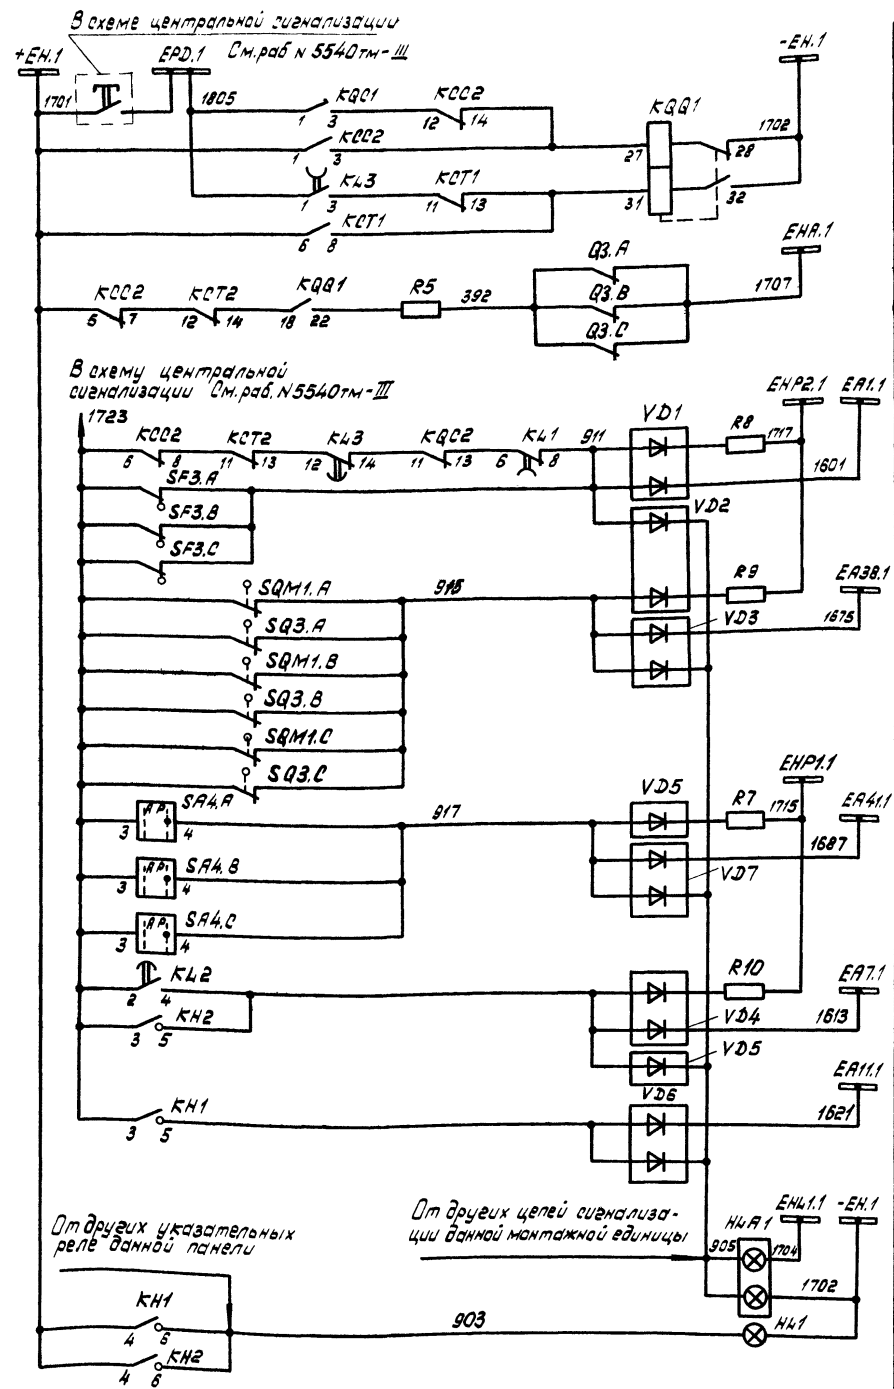 В схеме центральной сигнализации
См. раб N 5540тм-III
+EH.1
EPD.1
-EH.1
1701
1805
KQC1
1 3
KCC2
12 14
KQQ1
1702
KCC2
1 3
27
28
KL3
1 3
KCT1
11 13
31
32
KCT1
6 8
EHA.1
Q3.A
KCC2
5 7
KCT2
12 14
KQQ1
18 22
R5
392
Q3.B
1707
Q3.C
В схему центральной
сигнализации См. раб. N5540тм-III
1723
EHP2.1
EA1.1
KCC2
6 8
KCT2
11 13
KL3
12 14
KQC2
11 13
KL1
6 8
911
VD1
R8
1717
SF3.A
1601
SF3.B
VD2
SF3.C
SQM1.A
915
R9
EA38.1
SQ3.A
VD3
1675
SQM1.B
SQ3.B
SQM1.C
SQ3.C
EHP1.1
SA4.A
AP
3 4
917
VD5
R7
1715
EA41.1
1687
SA4.B
AP
3 4
VD7
SA4.C
AP
3 4
KL2
2 4
R10
EA7.1
KH2
3 5
VD4
1613
VD5
EA11.1
KH1
3 5
VD6
1621
От других указательных
реле данной панели
От других цепей сигнализа-
ции данной монтажной единицы
HLA1
EHL1.1
-EH.1
905
1704
1702
KH1
4 6
903
HL1
KH2
4 6